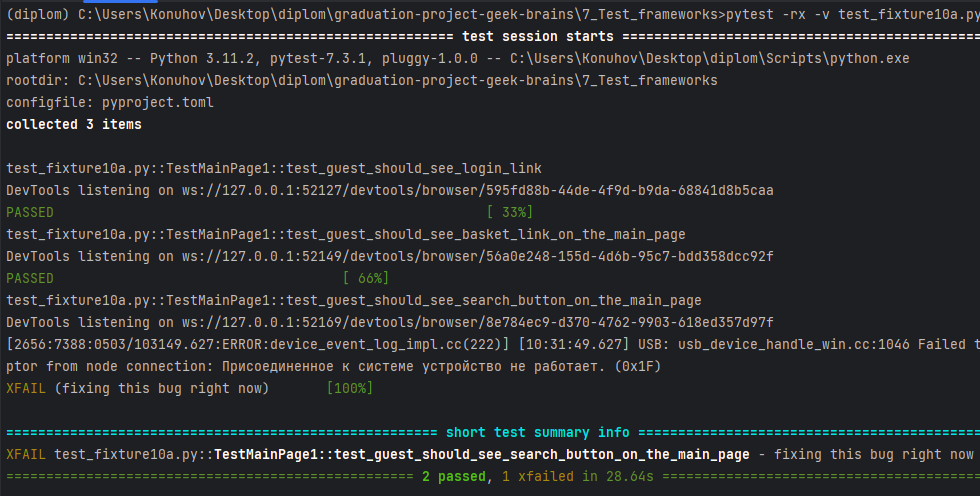 (diplom) C:\Users\Konuhov\Desktop\diplom\graduation-project-geek-brains\7_Test_frameworks>pytest -rx -v test_fixture10a.py
======================================================== test session starts =============================================
platform win32 -- Python 3.11.2, pytest-7.3.1, pluggy-1.0.0 -- C:\Users\Konuhov\Desktop\diplom\Scripts\python.exe
rootdir: C:\Users\Konuhov\Desktop\diplom\graduation-project-geek-brains\7_Test_frameworks
configfile: pyproject.toml
collected 3 items
test_fixture10a.py::TestMainPage1::test_guest_should_see_login_link
DevTools listening on ws://127.0.0.1:52127/devtools/browser/595fd88b-44de-4f9d-b9da-68841d8b5caa
PASSED [ 33%]
test_fixture10a.py::TestMainPage1::test_guest_should_see_basket_link_on_the_main_page
DevTools listening on ws://127.0.0.1:52149/devtools/browser/56a0e248-155d-4d6b-95c7-bdd358dcc92f
PASSED [ 66%]
test_fixture10a.py::TestMainPage1::test_guest_should_see_search_button_on_the_main_page
DevTools listening on ws://127.0.0.1:52169/devtools/browser/8e784ec9-d370-4762-9903-618ed357d97f
[2656:7388:0503/103149.627:ERROR:device_event_log_impl.cc(222)] [10:31:49.627] USB: usb_device_handle_win.cc:1046 Failed t
ptor from node connection: Присоединенное к системе устройство не работает. (0x1F)
XFAIL (fixing this bug right now) [100%]
====================================================== short test summary info ===========================================
XFAIL test_fixture10a.py::TestMainPage1::test_guest_should_see_search_button_on_the_main_page - fixing this bug right now
=================================================== 2 passed, 1 xfailed in 28.64s ========================================